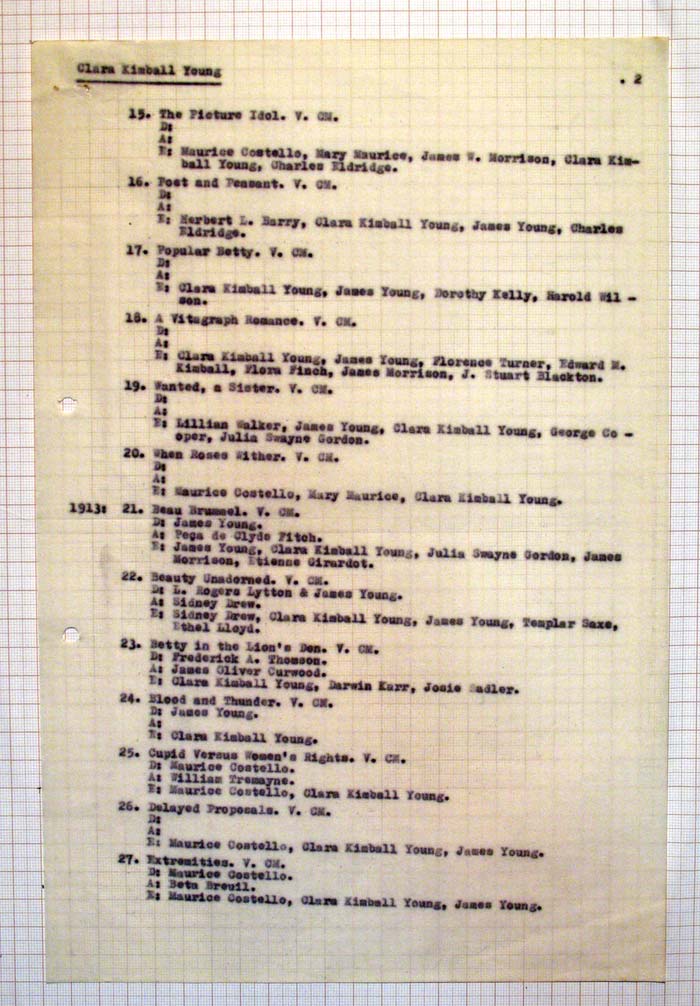 Clara Kimball Young
. 2
15. The Picture Idol. V. CM.
D:
A:
E: Maurice Costello, Mary Maurice, James W. Morrison, Clara Kim-
ball Young, Charles Eldridge.
16. Poet and Peasant. V. CM.
D:
A:
E: Herbert L. Barry, Clara Kimball Young, James Young, Charles
Eldridge.
17. Popular Betty. V. CM.
D:
A:
E: Clara Kimball Young, James Young, Dorothy Kelly, Harold Wil -
son.
18. A Vitagraph Romance. V. CM.
D:
A:
E: Clara Kimball Young, James Young, Florence Turner, Edward M.
Kimball, Flora Finch, James Morrison, J. Stuart Blackton.
19. Wanted, a Sister. V. CM.
D:
A:
E: Lillian Walker, James Young, Clara Kimball Young, George Co -
oper, Julia Swayne Gordon.
20. When Roses Wither. V. CM.
D:
A:
E: Maurice Costello, Mary Maurice, Clara Kimball Young.
1913: 21. Beau Brummel. V. CM.
D: James Young.
A: Peça de Clyde Fitch.
E: James Young, Clara Kimball Young, Julia Swayne Gordon, James
Morrison, Etienne Girardot.
22. Beauty Unadorned. V. CM.
D: L. Rogers Lytton & James Young.
A: Sidney Drew.
E: Sidney Drew, Clara Kimball Young, James Young, Templar Saxe,
Ethel Lloyd.
23. Betty in the Lion's Den. V. CM.
D: Frederick A. Thomson.
A: James Oliver Curwood.
E: Clara Kimball Young, Darwin Karr, Josie Sadler.
24. Blood and Thunder. V. CM.
D: James Young.
A:
E: Clara Kimball Young.
25. Cupid Versus Women's Rights. V. CM.
D: Maurice Costello.
A: William Tremayne.
E: Maurice Costello, Clara Kimball Young.
26. Delayed Proposals. V. CM.
D:
A:
E: Maurice Costello, Clara Kimball Young, James Young.
27. Extremities. V. CM.
D: Maurice Costello.
A: Beta Breuil.
E: Maurice Costello, Clara Kimball Young, James Young.